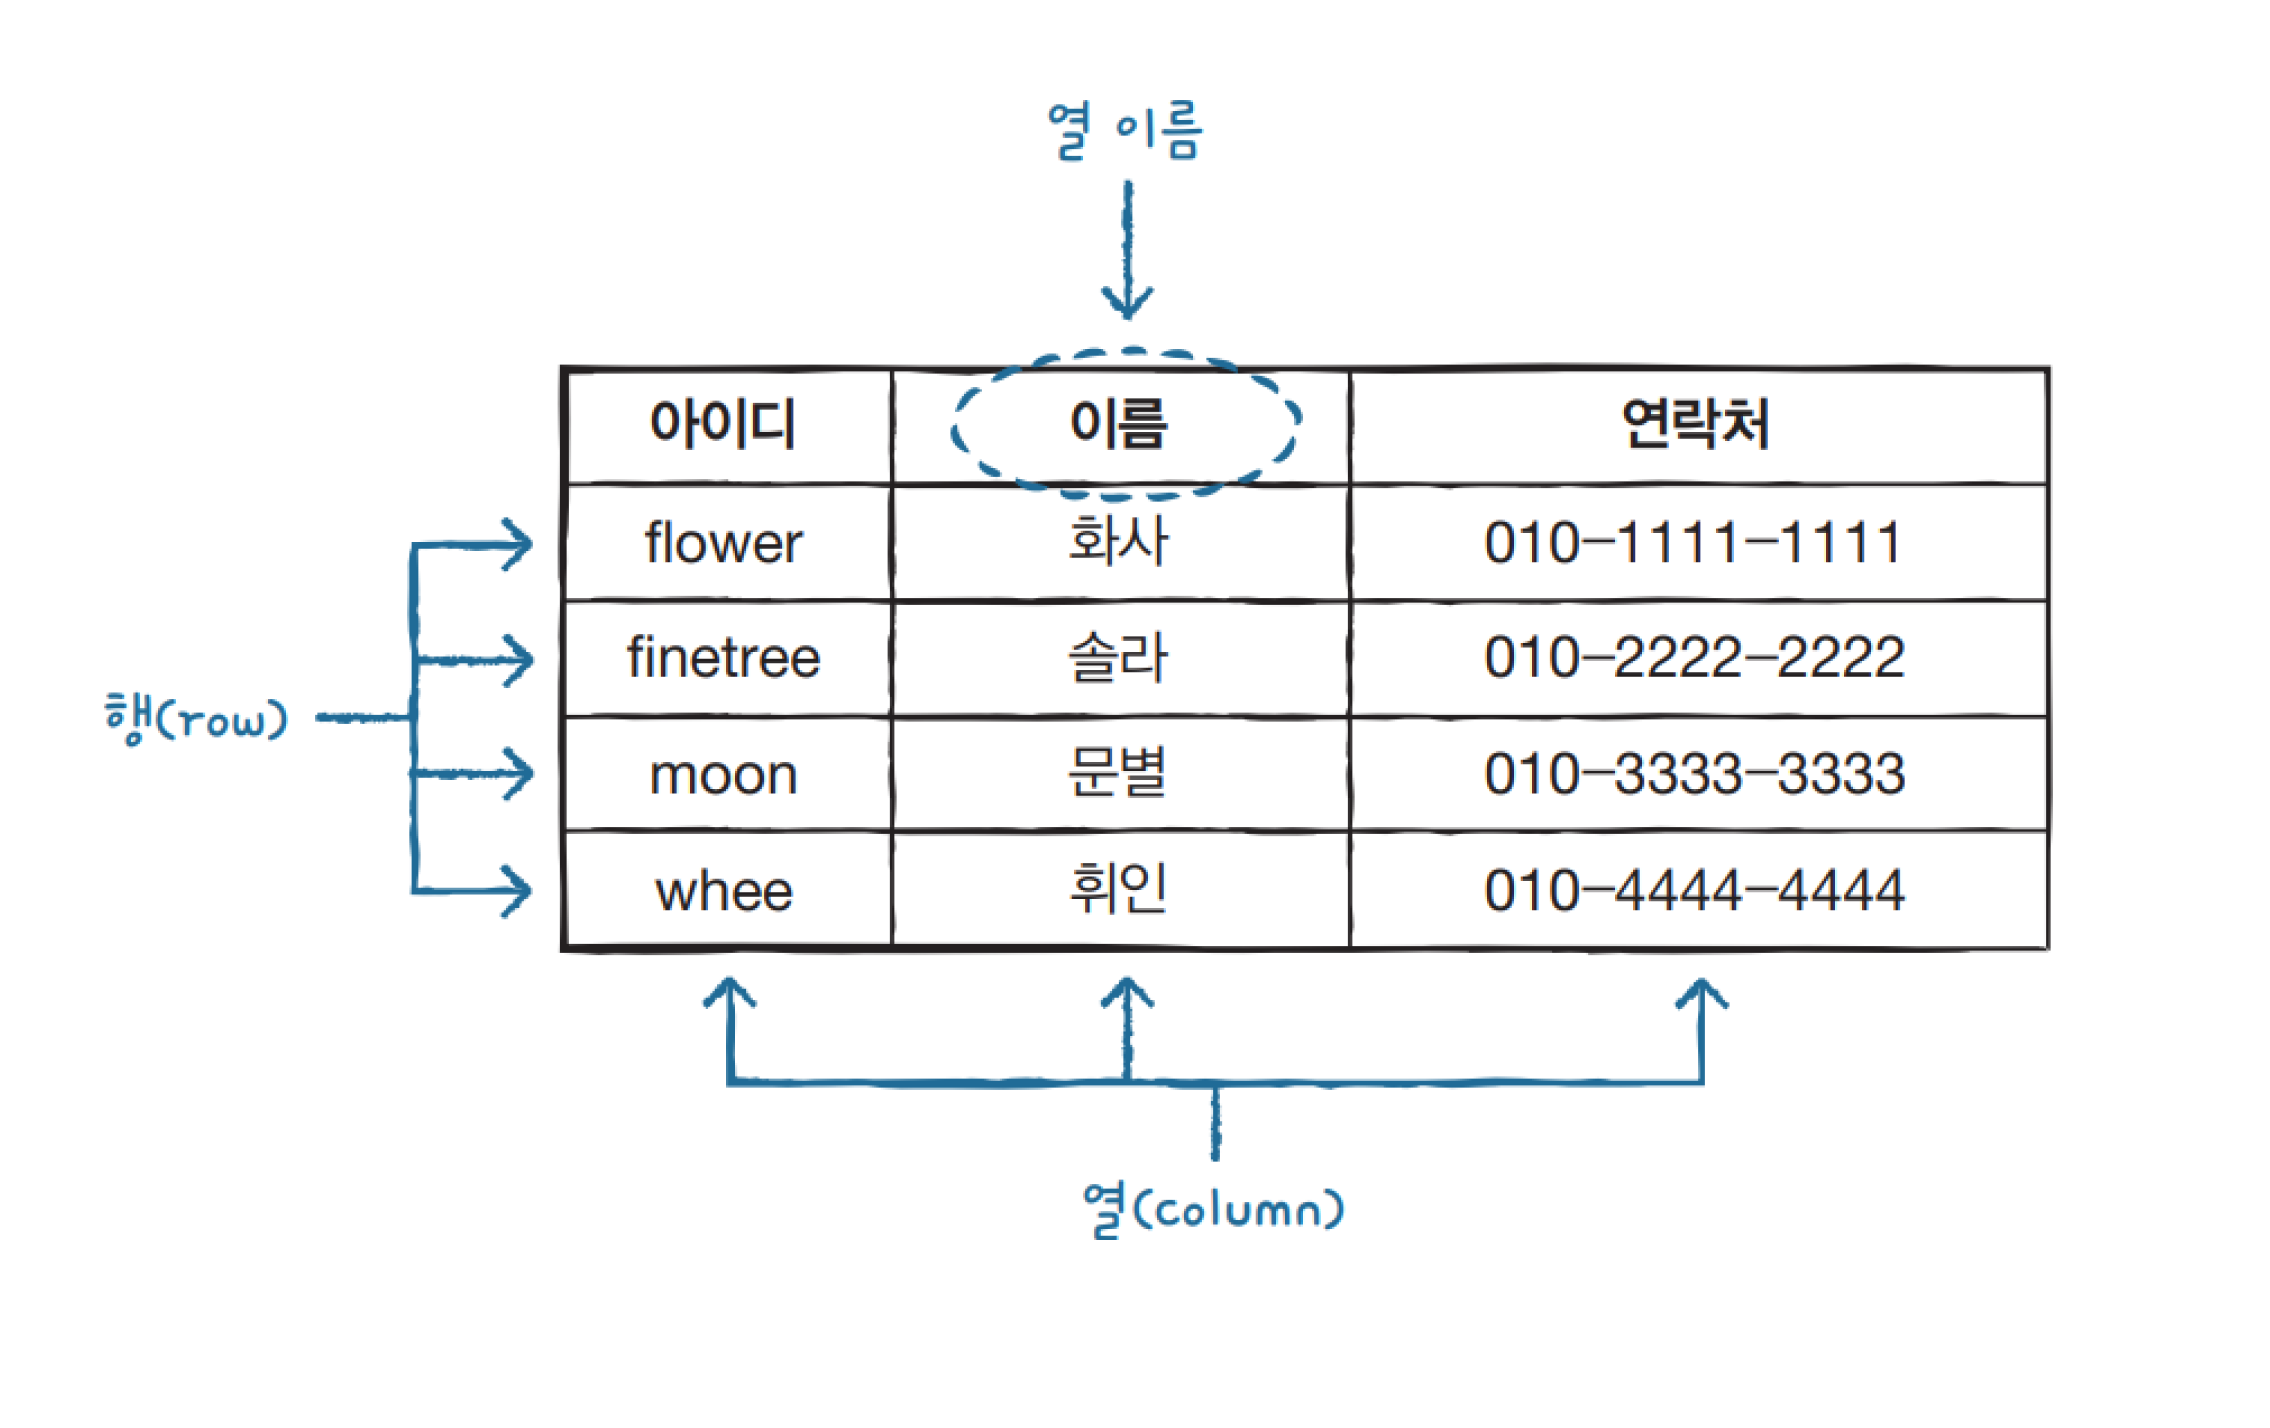 열 이름
아이디 이름 연락처
flower 화사 010-1111-1111
finetree 솔라 010-2222-2222
행(row)
moon 문별 010-3333-3333
whee 휘인 010-4444-4444
열(column)